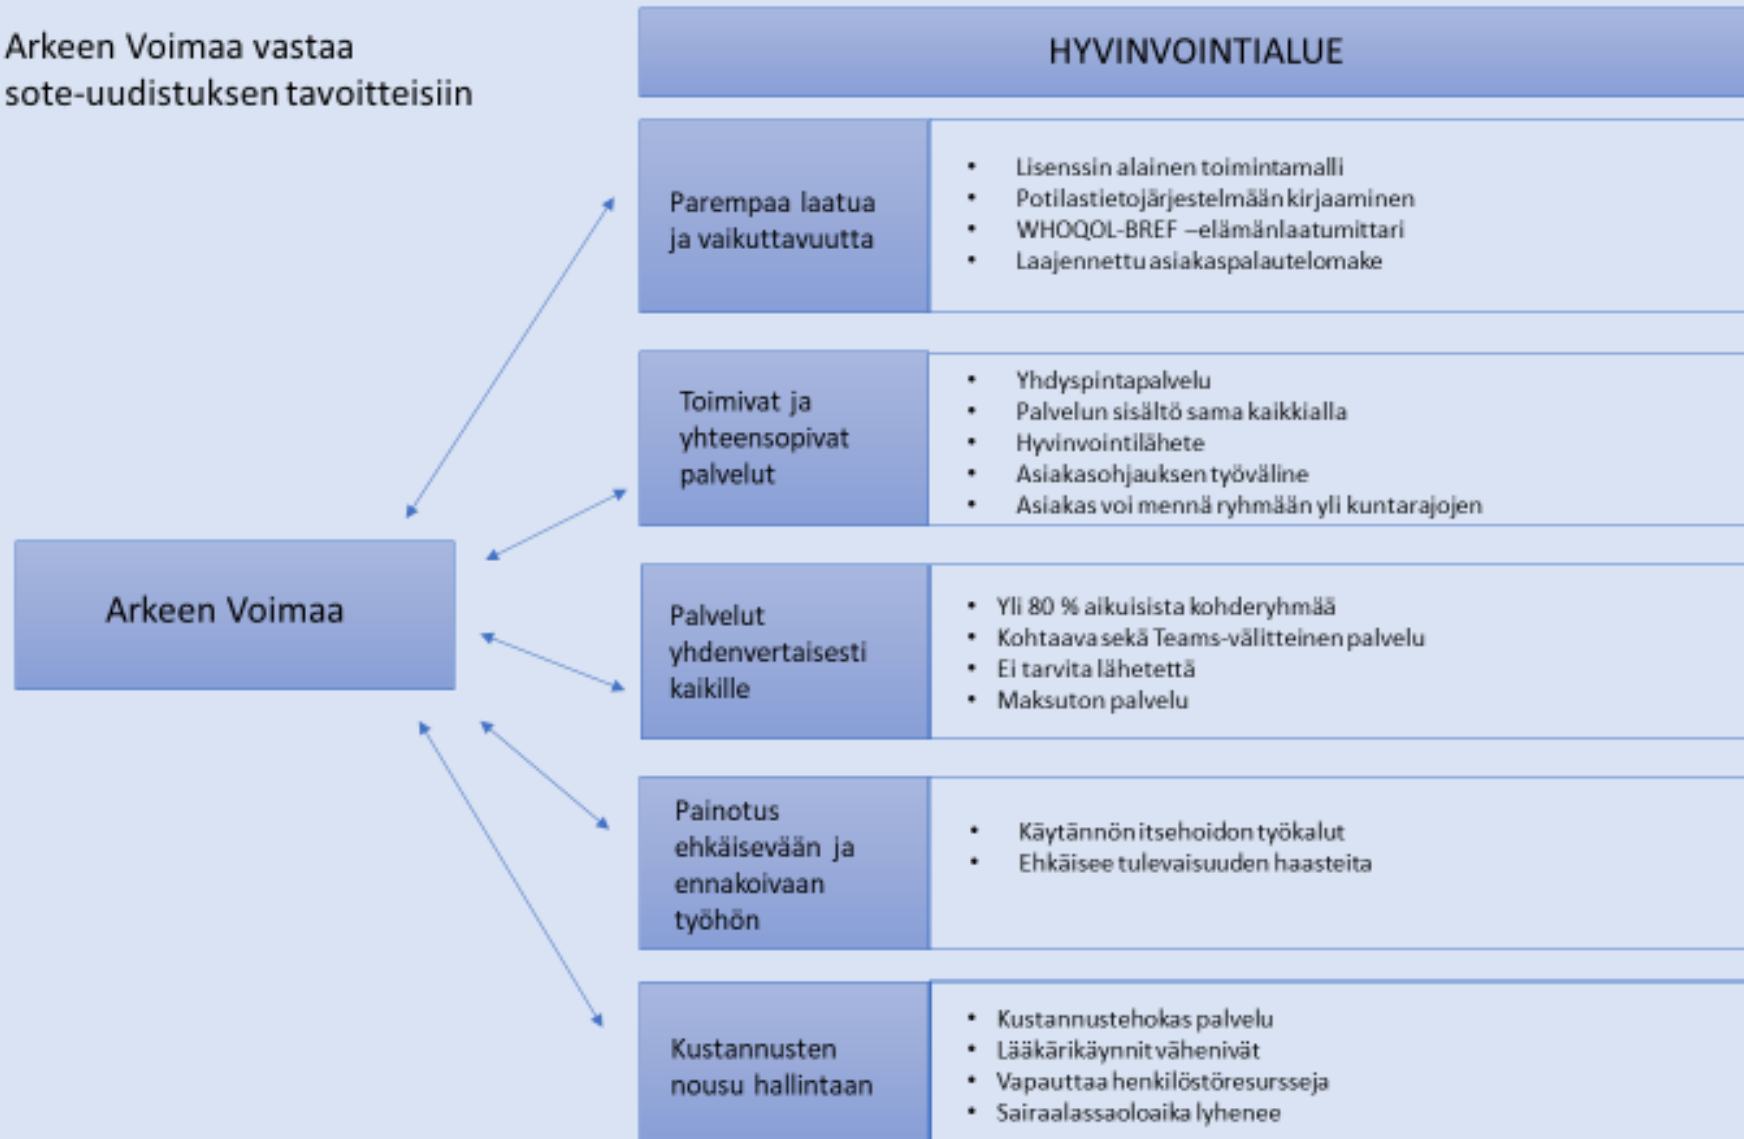 Arkeen Voimaa vastaa
sote-uudistuksen tavoitteisiin
HYVINVOINTIALUE
Arkeen Voimaa
Parempaa laatua
ja vaikuttavuutta
• Lisenssin alainen toimintamalli
• Potilastietojärjestelmään kirjaaminen
• WHOQOL-BREF –elämänlaatumittari
• Laajennettu asiakaspalautelomake
Toimivat ja
yhteensopivat
palvelut
• Yhdyspintapalvelu
• Palvelun sisältö sama kaikkialla
• Hyvinvointilähete
• Asiakasohjauksen työväline
• Asiakas voi mennä ryhmään yli kuntarajojen
Palvelut
yhdenvertaisesti
kaikille
• Yli 80 % aikuisista kohderyhmää
• Kohtaava sekä Teams-välitteinen palvelu
• Ei tarvita lähetettä
• Maksuton palvelu
Painotus
ehkäisevään ja
ennakoivaan
työhön
• Käytännön itsehoidon työkalut
• Ehkäisee tulevaisuuden haasteita
Kustannusten
nousu hallintaan
• Kustannustehokas palvelu
• Lääkärikäynnit vähenivät
• Vapauttaa henkilöstöresursseja
• Sairaalassaoloaika lyhenee